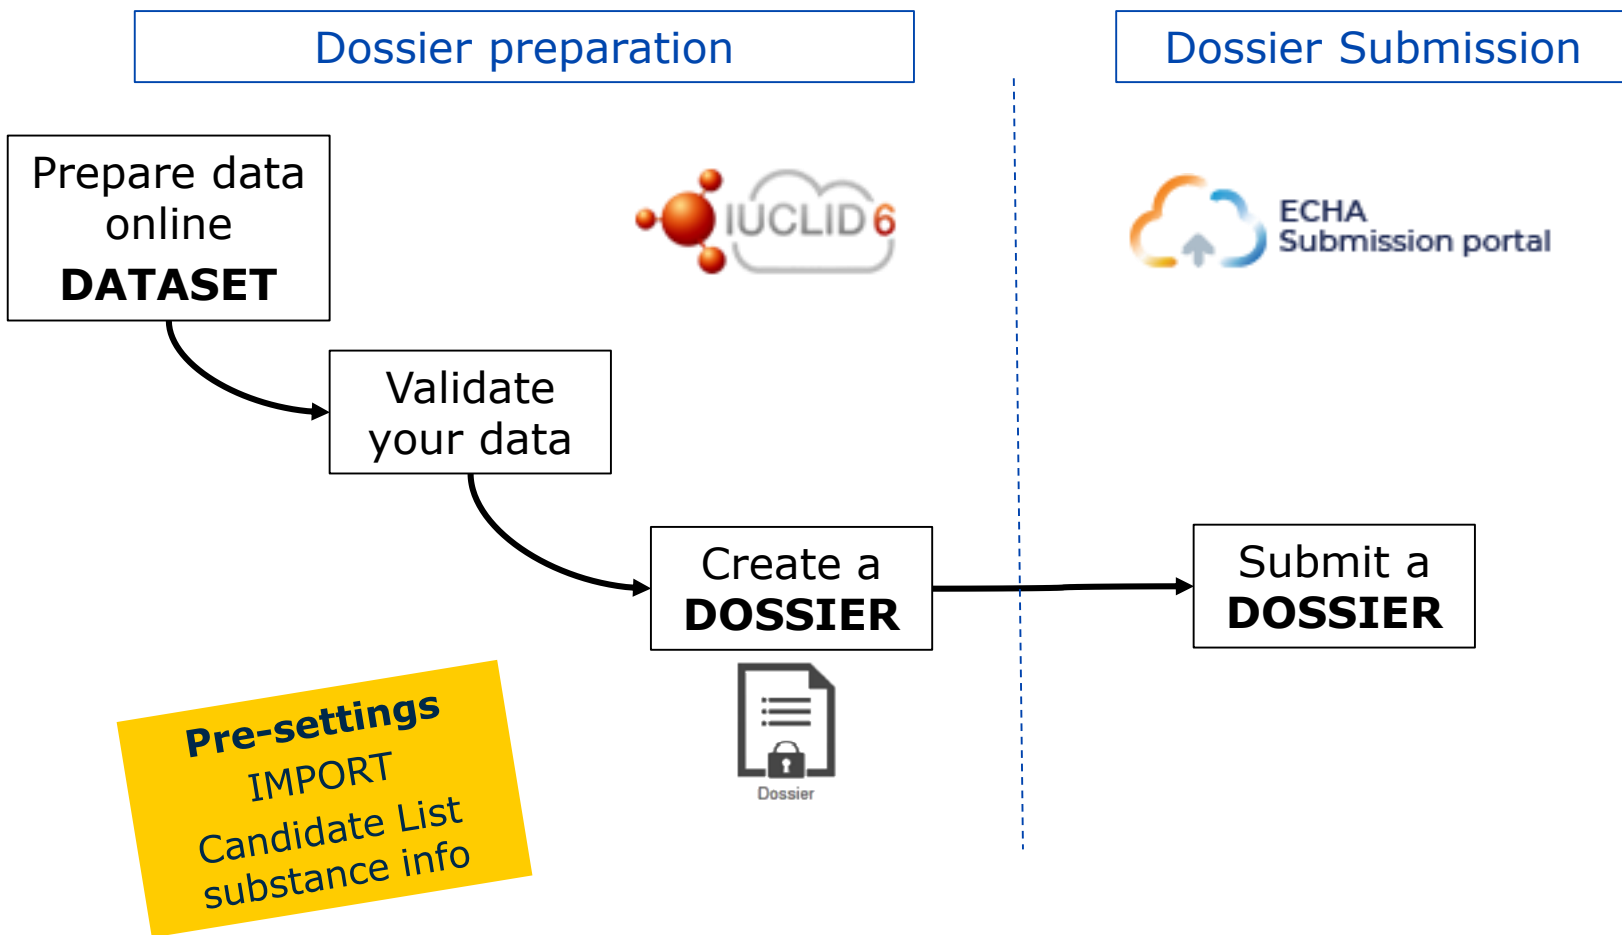 Dossier preparation
Dossier Submission
Prepare data
online
DATASET
IUCLID 6
ECHA
Submission portal
Validate
your data
Create a
DOSSIER
Submit a
DOSSIER
Dossier
Pre-settings
IMPORT
Candidate List
substance info